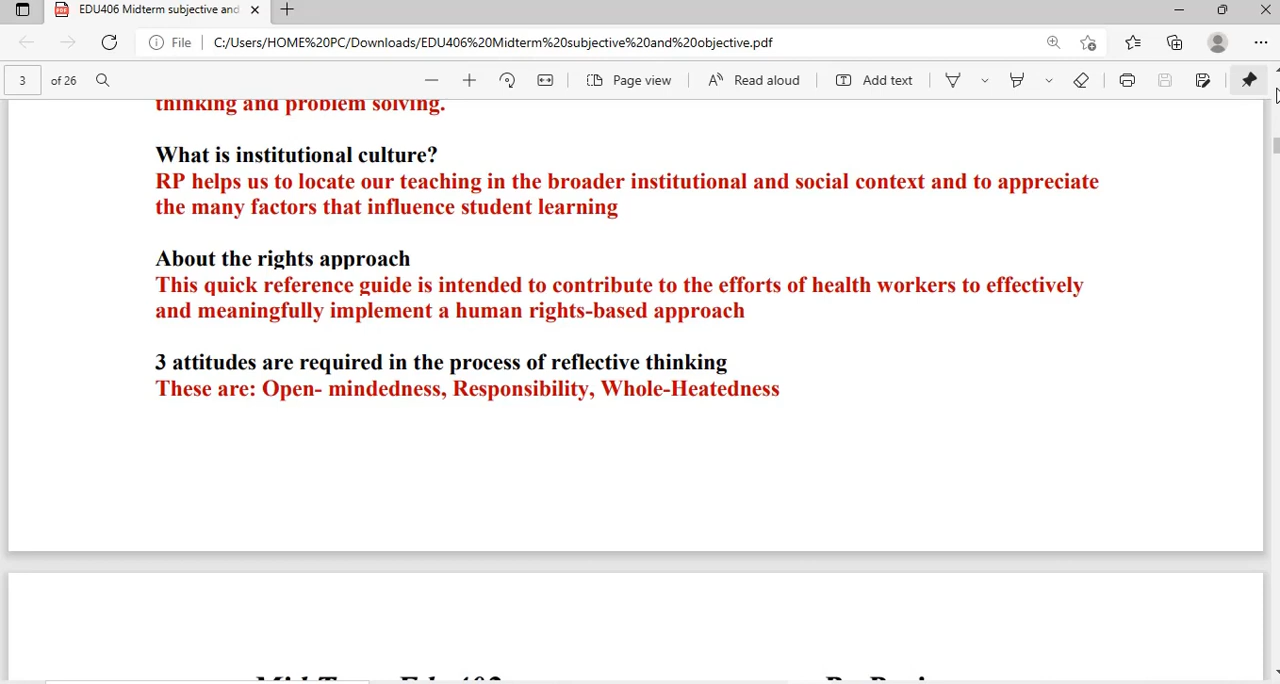 EDU406 Midterm subjective and
File
C:/Users/HOME%20PC/Downloads/EDU406%20Midterm%20subjective%20and%20objective.pdf
3 of 26
Page view
Read aloud
Add text
thinking and problem solving.
What is institutional culture?
RP helps us to locate our teaching in the broader institutional and social context and to appreciate
the many factors that influence student learning
About the rights approach
This quick reference guide is intended to contribute to the efforts of health workers to effectively
and meaningfully implement a human rights-based approach
3 attitudes are required in the process of reflective thinking
These are: Open- mindedness, Responsibility, Whole-Heatedness